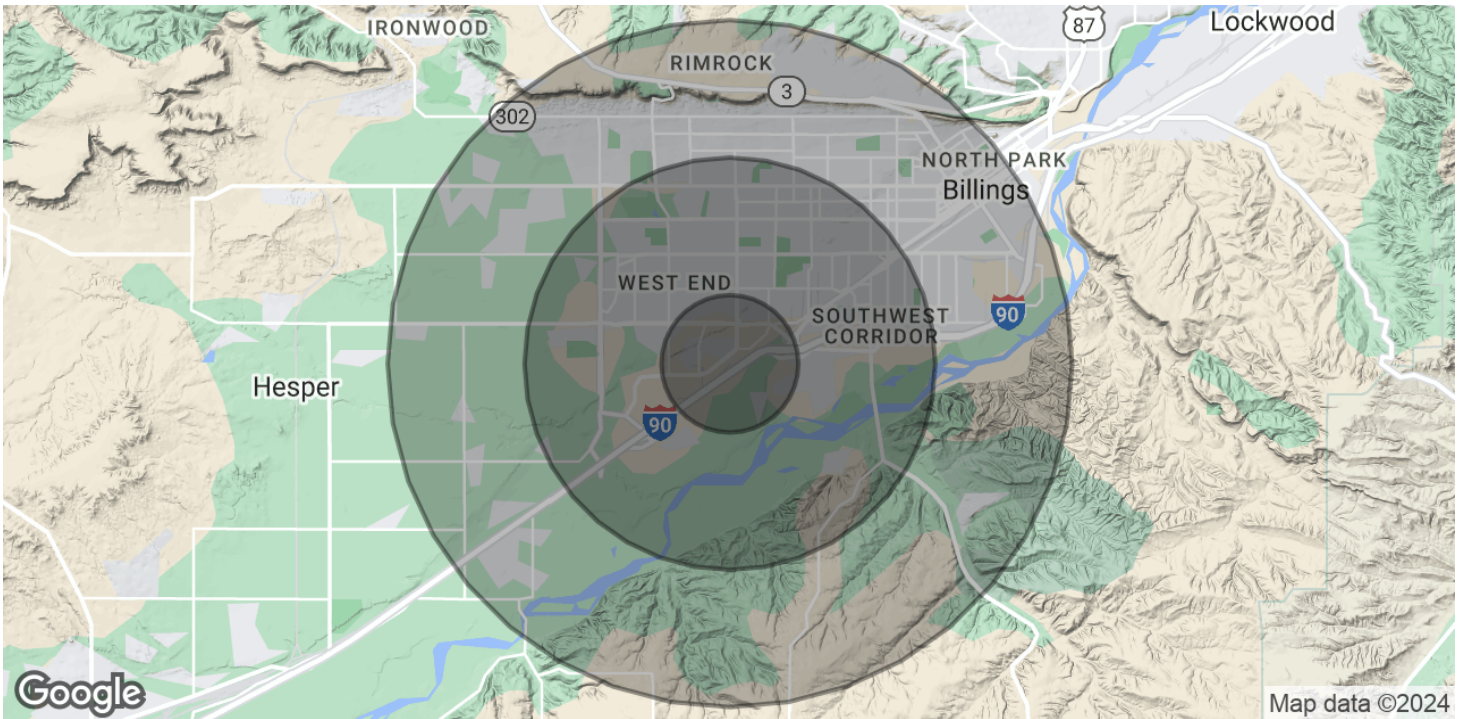 IRONWOOD
87
Lockwood
RIMROCK
3
302
NORTH PARK
Billings
WEST END
SOUTHWEST
CORRIDOR
90
Hesper
90
Google
Map data ©2024